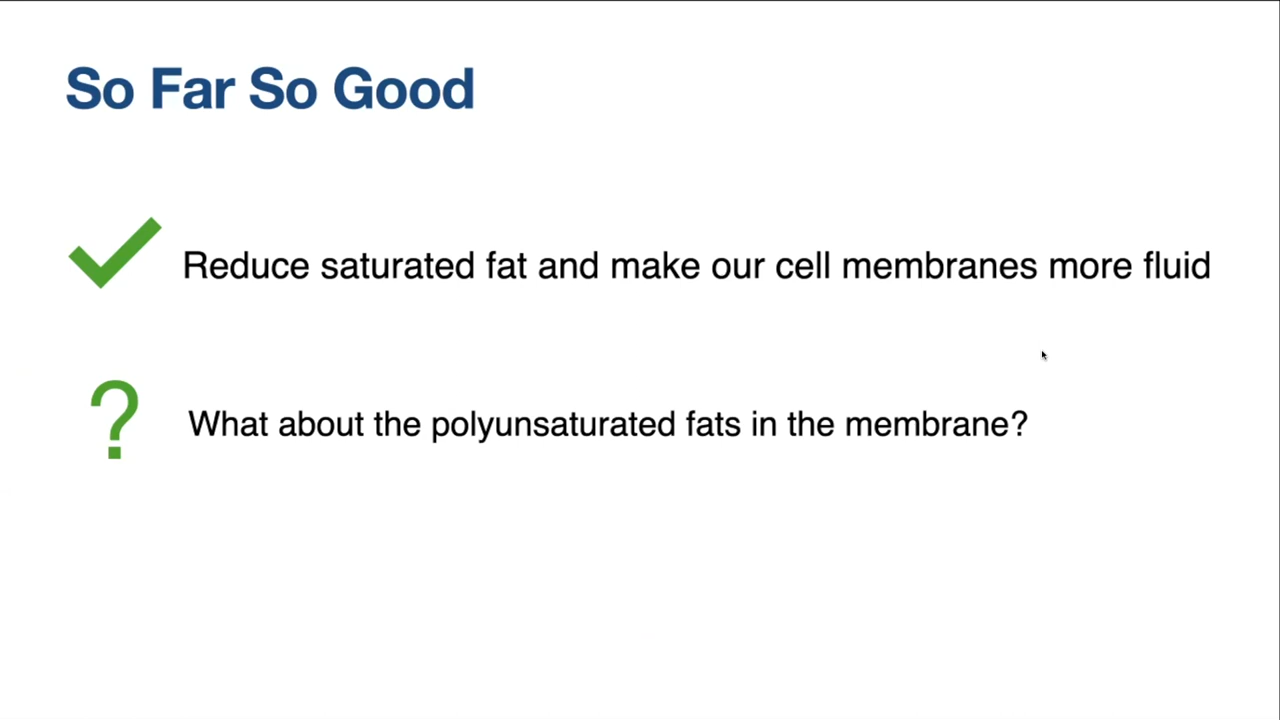 So Far So Good
Reduce saturated fat and make our cell membranes more fluid
? What about the polyunsaturated fats in the membrane?